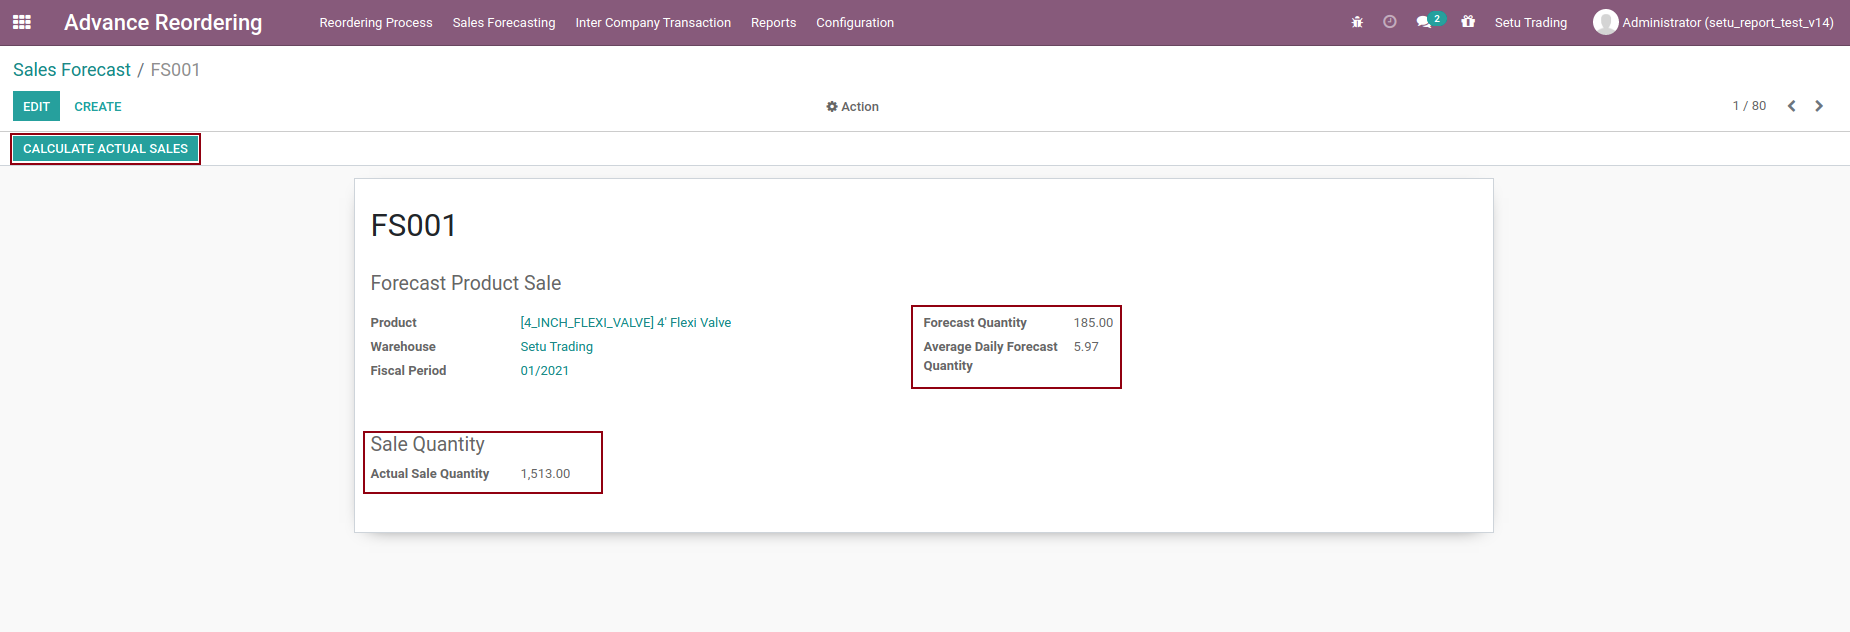 Advance Reordering Reordering Process Sales Forecasting Inter Company Transaction Reports Configuration 2 Setu Trading Administrator (setu_report_test_v14)
Sales Forecast / FS001
EDIT CREATE Action 1 / 80
CALCULATE ACTUAL SALES
FS001
Forecast Product Sale
Product [4_INCH_FLEXI_VALVE] 4' Flexi Valve
Warehouse Setu Trading
Fiscal Period 01/2021
Forecast Quantity 185.00
Average Daily Forecast 5.97
Quantity
Sale Quantity
Actual Sale Quantity 1,513.00